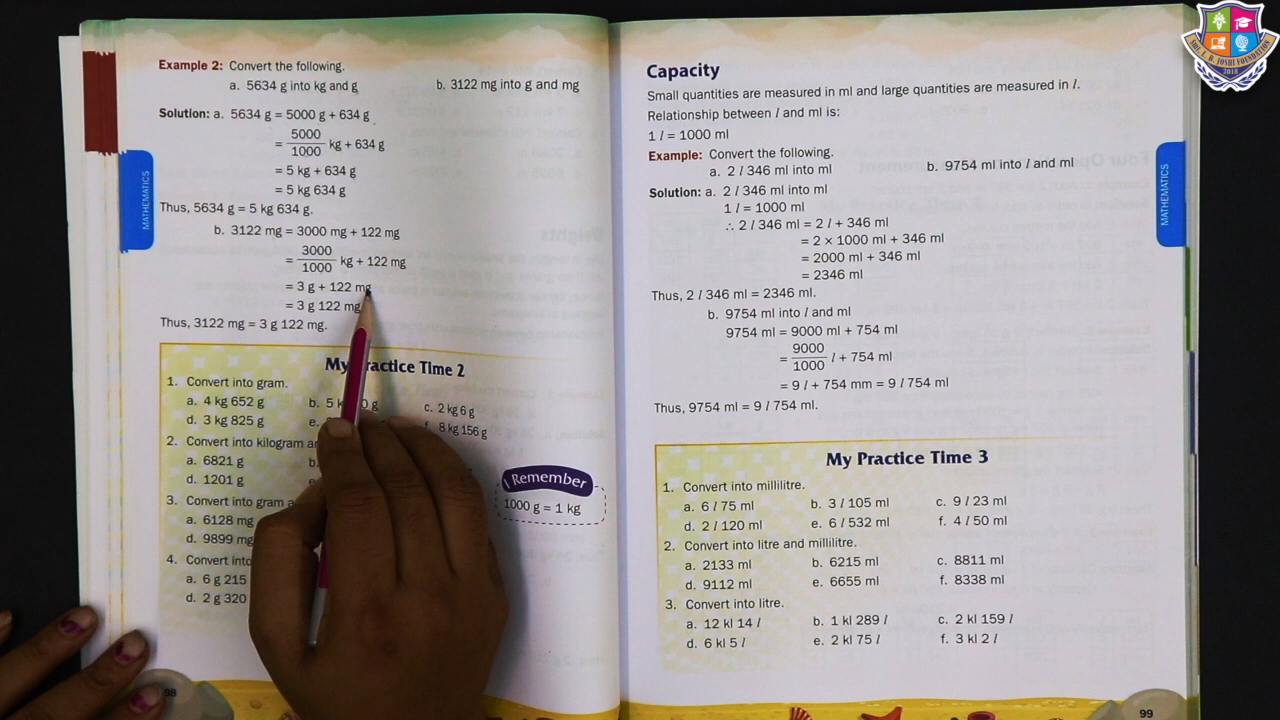 Example 2: Convert the following.
a. 5634 g into kg and g b. 3122 mg into g and mg
Solution: a. 5634 g = 5000 g + 634 g
= 5000/1000 kg + 634 g
= 5 kg + 634 g
= 5 kg 634 g
Thus, 5634 g = 5 kg 634 g.
b. 3122 mg = 3000 mg + 122 mg
= 3000/1000 kg + 122 mg
= 3 g + 122 mg
= 3 g 122 mg
Thus, 3122 mg = 3 g 122 mg.
My Practice Time 2
1. Convert into gram.
a. 4 kg 652 g b. 5 g c. 2 kg 6 g
d. 3 kg 825 g e. f. 8 kg 156 g
2. Convert into kilogram
a. 6821 g b.
d. 1201 g
3. Convert into gram
a. 6128 mg
d. 9899 mg
4. Convert into
a. 6 g 215
d. 2 g 320
Remember
1000 g = 1 kg
MATHEMATICS
98
Capacity
Small quantities are measured in ml and large quantities are measured in l.
Relationship between l and ml is:
1 l = 1000 ml
Example: Convert the following.
a. 2 l 346 ml into ml b. 9754 ml into l and ml
Solution: a. 2 l 346 ml into ml
1 l = 1000 ml
∴ 2 l 346 ml = 2 l + 346 ml
= 2 × 1000 ml + 346 ml
= 2000 ml + 346 ml
= 2346 ml
Thus, 2 l 346 ml = 2346 ml.
b. 9754 ml into l and ml
9754 ml = 9000 ml + 754 ml
= 9000/1000 l + 754 ml
= 9 l + 754 mm = 9 l 754 ml
Thus, 9754 ml = 9 l 754 ml.
My Practice Time 3
1. Convert into millilitre.
a. 6 l 75 ml b. 3 l 105 ml c. 9 l 23 ml
d. 2 l 120 ml e. 6 l 532 ml f. 4 l 50 ml
2. Convert into litre and millilitre.
a. 2133 ml b. 6215 ml c. 8811 ml
d. 9112 ml e. 6655 ml f. 8338 ml
3. Convert into litre.
a. 12 kl 14 l b. 1 kl 289 l c. 2 kl 159 l
d. 6 kl 5 l e. 2 kl 75 l f. 3 kl 2 l
MATHEMATICS
99
SHRI. L. B. JOSHI FOUNDATION
2018